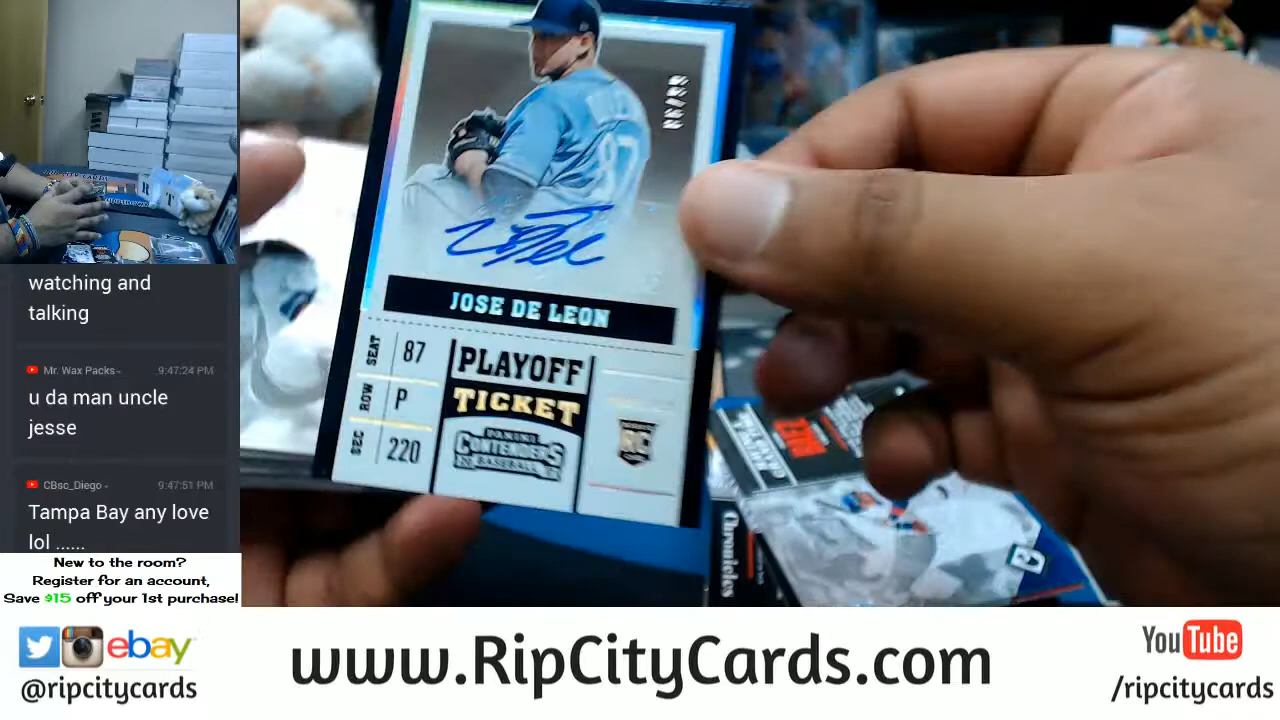 watching and
talking
Mr. Wax Packs
9:47:24 PM
u da man uncle
jesse
CBsc_Diego
9:47:51 PM
Tampa Bay any love
lol ......
New to the room?
Register for an account,
Save $15 off your 1st purchase!
87
JOSE DE LEON
SEAT 87
ROW P
SEC 220
PLAYOFF
TICKET
PANINI
CONTENDERS
BASEBALL
RC
Chronicles
ebay
@ripcitycards
www.RipCityCards.com
YouTube
/ripcitycards